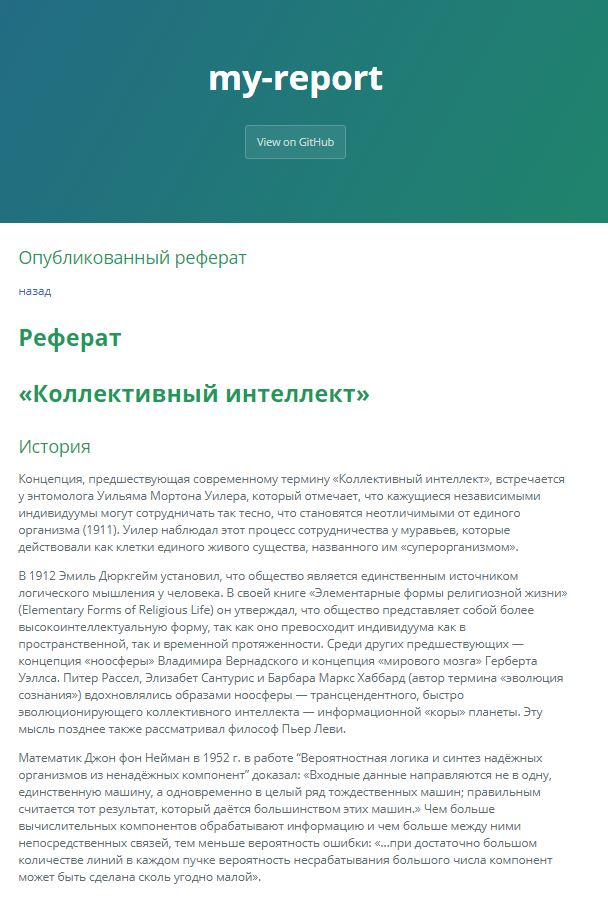 my-report
View on GitHub
Опубликованный реферат
назад
Реферат
«Коллективный интеллект»
История
Концепция, предшествующая современному термину «Коллективный интеллект», встречается
у энтомолога Уильяма Мортона Уилера, который отмечает, что кажущиеся независимыми
индивидуумы могут сотрудничать так тесно, что становятся неотличимыми от единого
организма (1911). Уилер наблюдал этот процесс сотрудничества у муравьев, которые
действовали как клетки единого живого существа, названного им «суперорганизмом».
В 1912 Эмиль Дюркгейм установил, что общество является единственным источником
логического мышления у человека. В своей книге «Элементарные формы религиозной жизни»
(Elementary Forms of Religious Life) он утверждал, что общество представляет собой более
высокоинтеллектуальную форму, так как оно превосходит индивидуума как в
пространственной, так и временной протяженности. Среди других предшествующих —
концепция «ноосферы» Владимира Вернадского и концепция «мирового мозга» Герберта
Уэллса. Питер Рассел, Элизабет Сантурис и Барбара Маркс Хаббард (автор термина «эволюция
сознания») вдохновлялись образами ноосферы — трансцендентного, быстро
эволюционирующего коллективного интеллекта — информационной «коры» планеты. Эту
мысль позднее также рассматривал философ Пьер Леви.
Математик Джон фон Нейман в 1952 г. в работе “Вероятностная логика и синтез надёжных
организмов из ненадёжных компонент” доказал: «Входные данные направляются не в одну,
единственную машину, а одновременно в целый ряд тождественных машин; правильным
считается тот результат, который даётся большинством этих машин.» Чем больше
вычислительных компонентов обрабатывают информацию и чем больше между ними
непосредственных связей, тем меньше вероятность ошибки: «…при достаточно большом
количестве линий в каждом пучке вероятность несрабатывания большого числа компонент
может быть сделана сколь угодно малой».